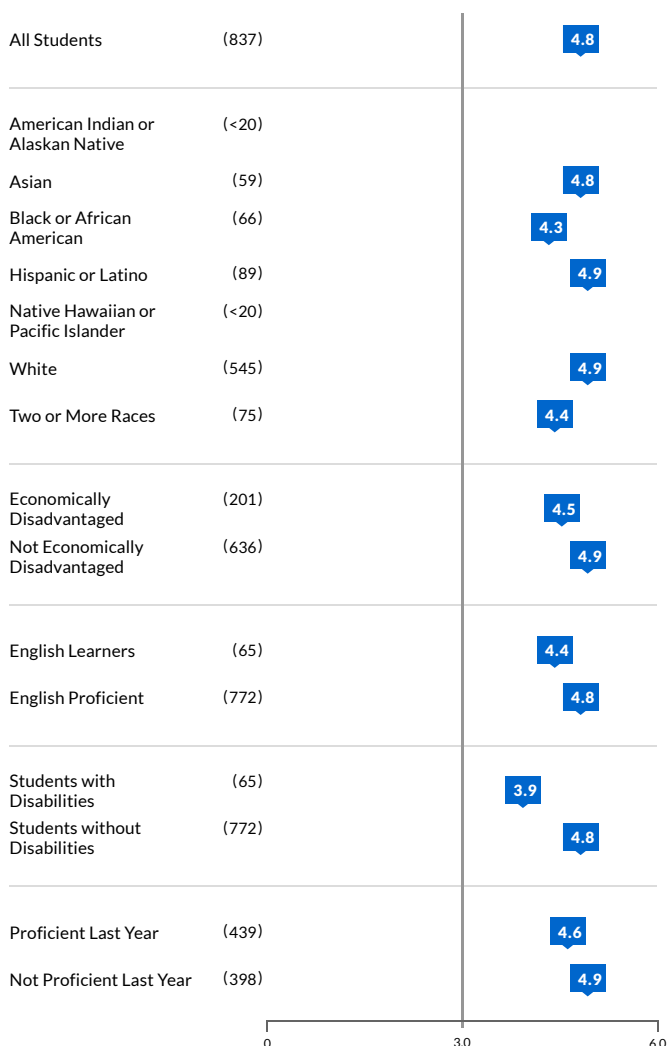 All Students (837) 4.8
American Indian or (<20)
Alaskan Native
Asian (59) 4.8
Black or African (66) 4.3
American
Hispanic or Latino (89) 4.9
Native Hawaiian or (<20)
Pacific Islander
White (545) 4.9
Two or More Races (75) 4.4
Economically (201) 4.5
Disadvantaged
Not Economically (636) 4.9
Disadvantaged
English Learners (65) 4.4
English Proficient (772) 4.8
Students with (65) 3.9
Disabilities
Students without (772) 4.8
Disabilities
Proficient Last Year (439) 4.6
Not Proficient Last Year (398) 4.9
0 3.0 6.0